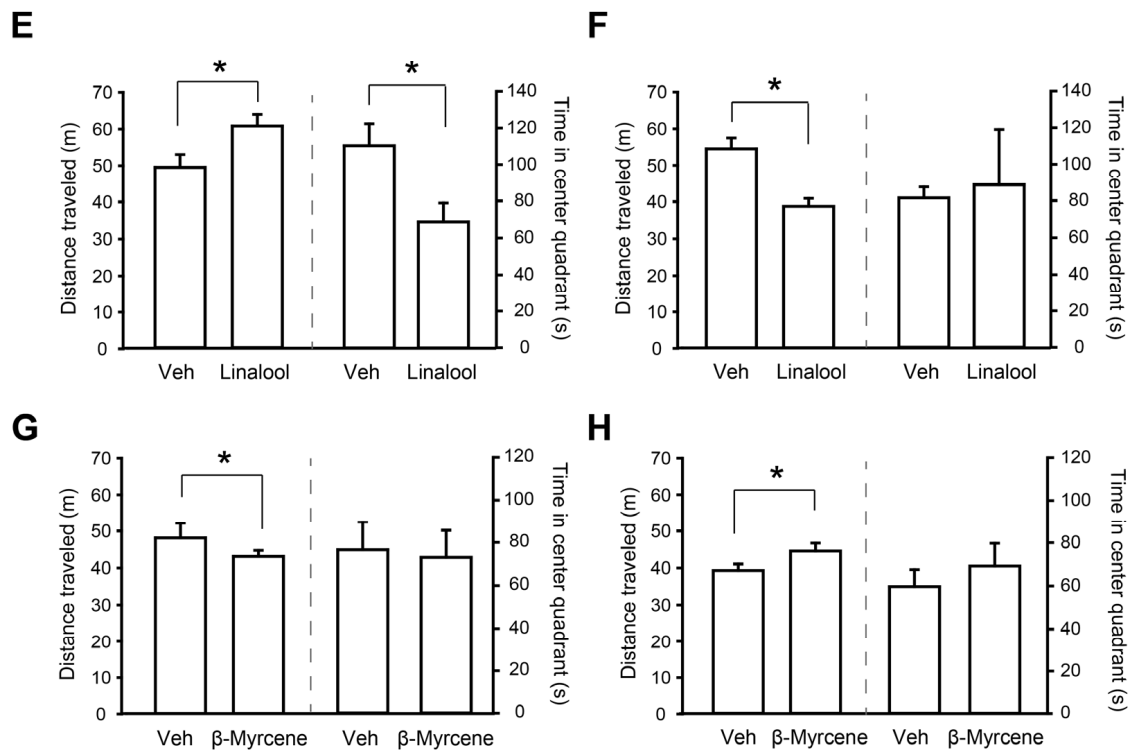 E
F
*
*
*
70
60
50
40
30
20
10
0
Distance traveled (m)
140
120
100
80
60
40
20
0
Time in center quadrant (s)
Veh
Linalool
Veh
Linalool
70
60
50
40
30
20
10
0
Distance traveled (m)
140
120
100
80
60
40
20
0
Time in center quadrant (s)
Veh
Linalool
Veh
Linalool
G
H
*
*
70
60
50
40
30
20
10
0
Distance traveled (m)
120
100
80
60
40
20
0
Time in center quadrant (s)
Veh
β-Myrcene
Veh
β-Myrcene
70
60
50
40
30
20
10
0
Distance traveled (m)
120
100
80
60
40
20
0
Time in center quadrant (s)
Veh
β-Myrcene
Veh
β-Myrcene